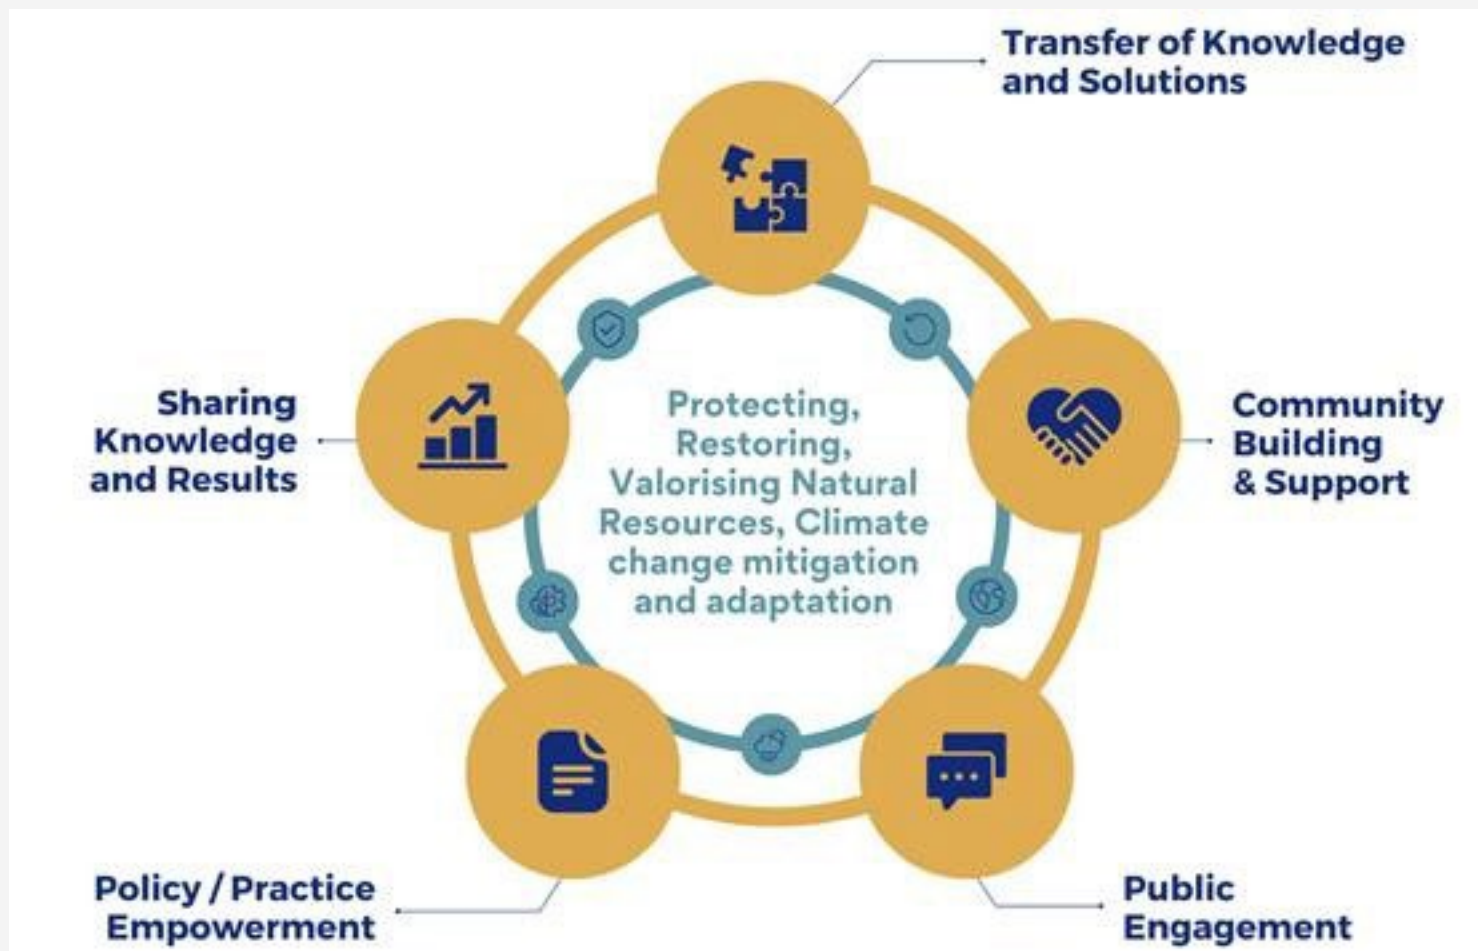 Transfer of Knowledge
and Solutions
Sharing
Knowledge
and Results
Protecting,
Restoring,
Valorising Natural
Resources, Climate
change mitigation
and adaptation
Community
Building
& Support
Policy / Practice
Empowerment
Public
Engagement